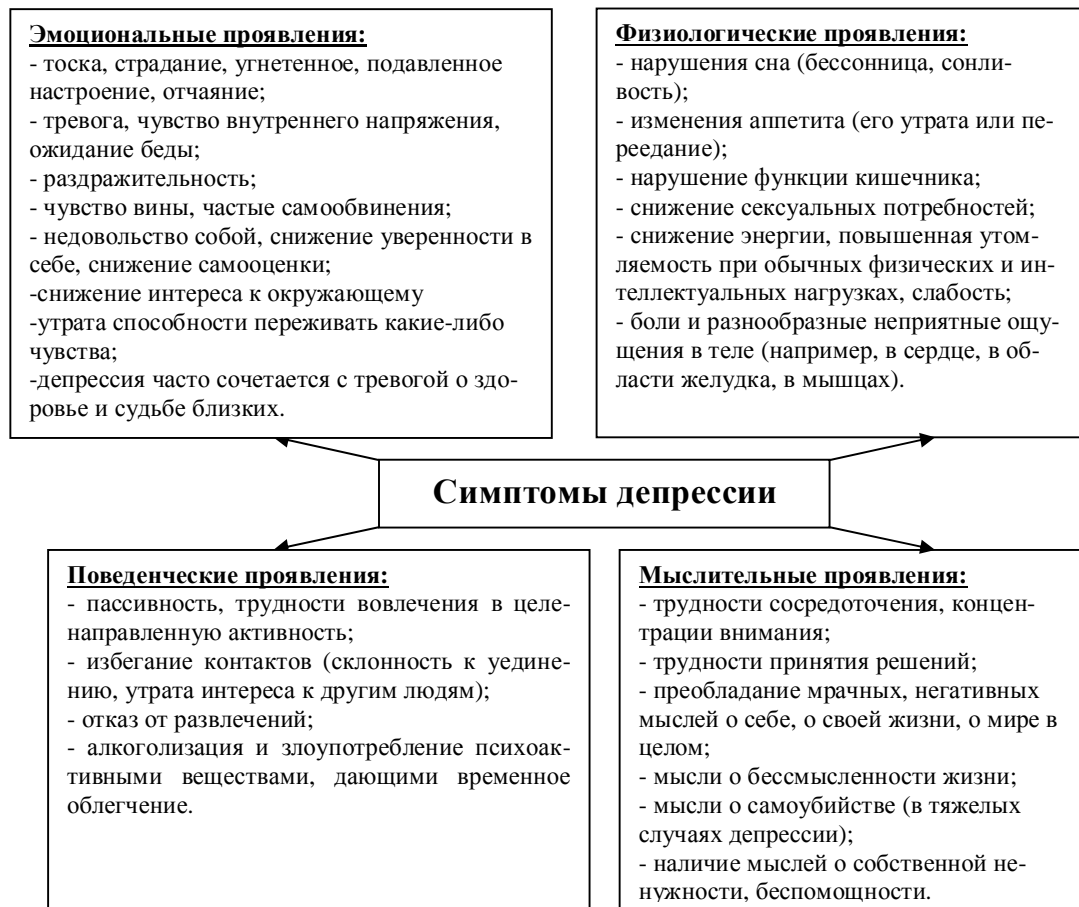 Эмоциональные проявления:
- тоска, страдание, угнетенное, подавленное
настроение, отчаяние;
- тревога, чувство внутреннего напряжения,
ожидание беды;
- раздражительность;
- чувство вины, частые самообвинения;
- недовольство собой, снижение уверенности в
себе, снижение самооценки;
-снижение интереса к окружающему
-утрата способности переживать какие-либо
чувства;
-депрессия часто сочетается с тревогой о здо-
ровье и судьбе близких.
Физиологические проявления:
- нарушения сна (бессонница, сонли-
вость);
- изменения аппетита (его утрата или пе-
реедание);
- нарушение функции кишечника;
- снижение сексуальных потребностей;
- снижение энергии, повышенная утом-
ляемость при обычных физических и ин-
теллектуальных нагрузках, слабость;
- боли и разнообразные неприятные ощу-
щения в теле (например, в сердце, в об-
ласти желудка, в мышцах).
Симптомы депрессии
Поведенческие проявления:
- пассивность, трудности вовлечения в целе-
направленную активность;
- избегание контактов (склонность к уедине-
нию, утрата интереса к другим людям);
- отказ от развлечений;
- алкоголизация и злоупотребление психоак-
тивными веществами, дающими временное
облегчение.
Мыслительные проявления:
- трудности сосредоточения, концен-
трации внимания;
- трудности принятия решений;
- преобладание мрачных, негативных
мыслей о себе, о своей жизни, о мире в
целом;
- мысли о бессмысленности жизни;
- мысли о самоубийстве (в тяжелых
случаях депрессии);
- наличие мыслей о собственной не-
нужности, беспомощности.